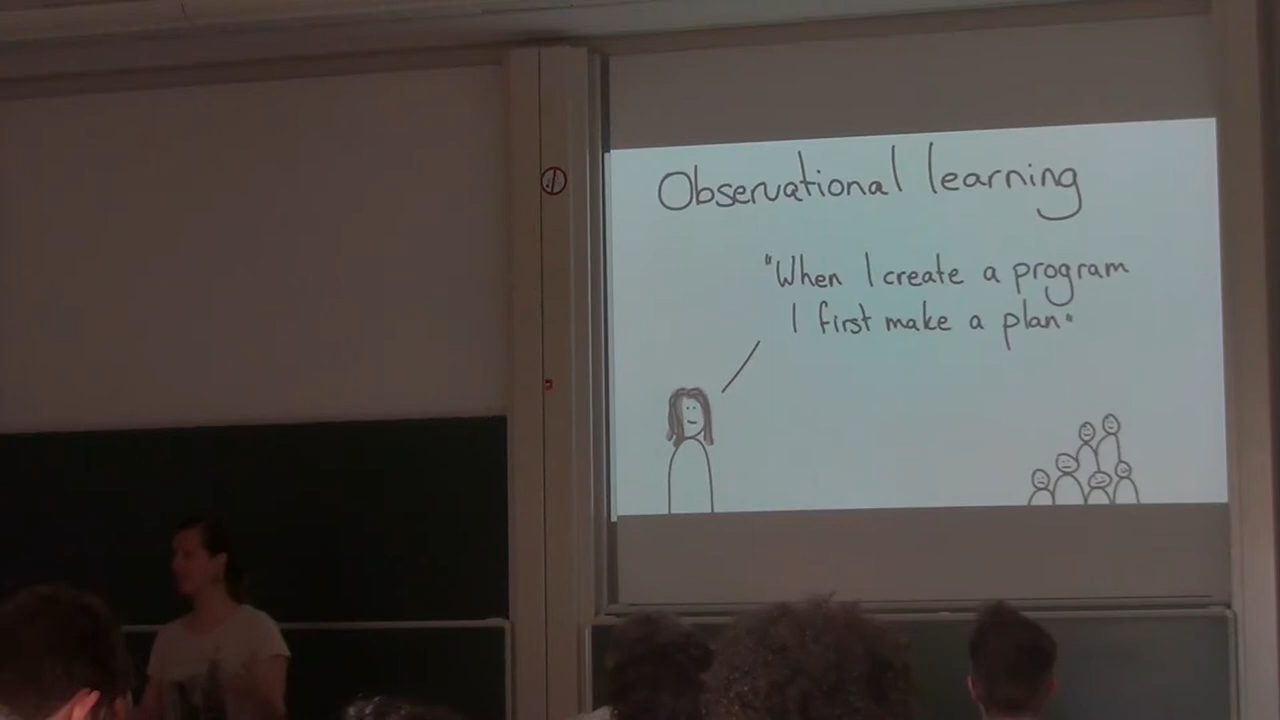 Observational learning
"When I create a program
I first make a plan"